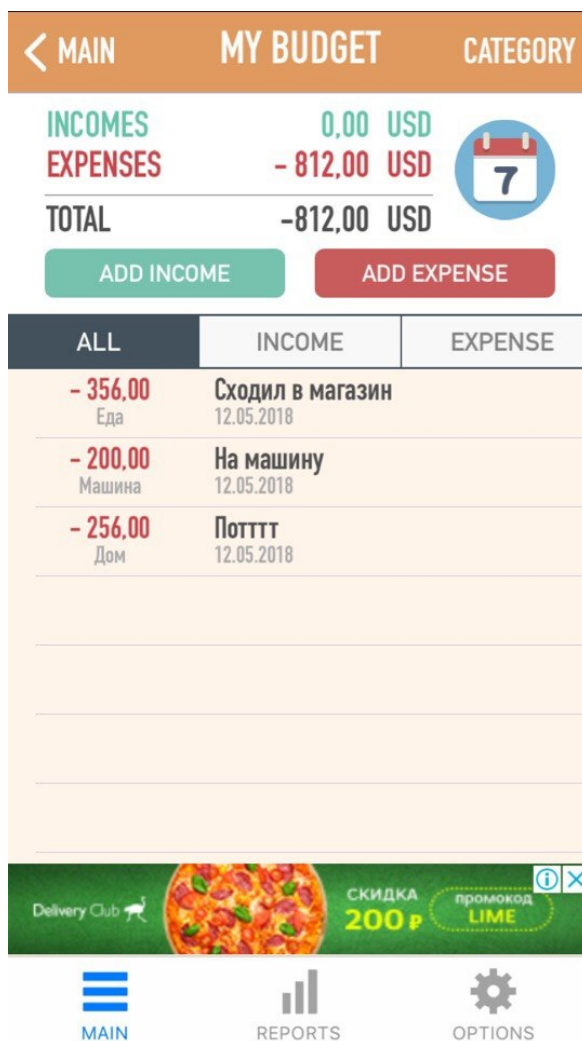 MAIN MY BUDGET CATEGORY
INCOMES 0,00 USD
EXPENSES - 812,00 USD
7
TOTAL -812,00 USD
ADD INCOME ADD EXPENSE
ALL INCOME EXPENSE
- 356,00 Сходил в магазин
Еда 12.05.2018
- 200,00 На машину
Машина 12.05.2018
- 256,00 Потттт
Дом 12.05.2018
Delivery Club СКИДКА 200 ₽ промокод LIME
MAIN REPORTS OPTIONS